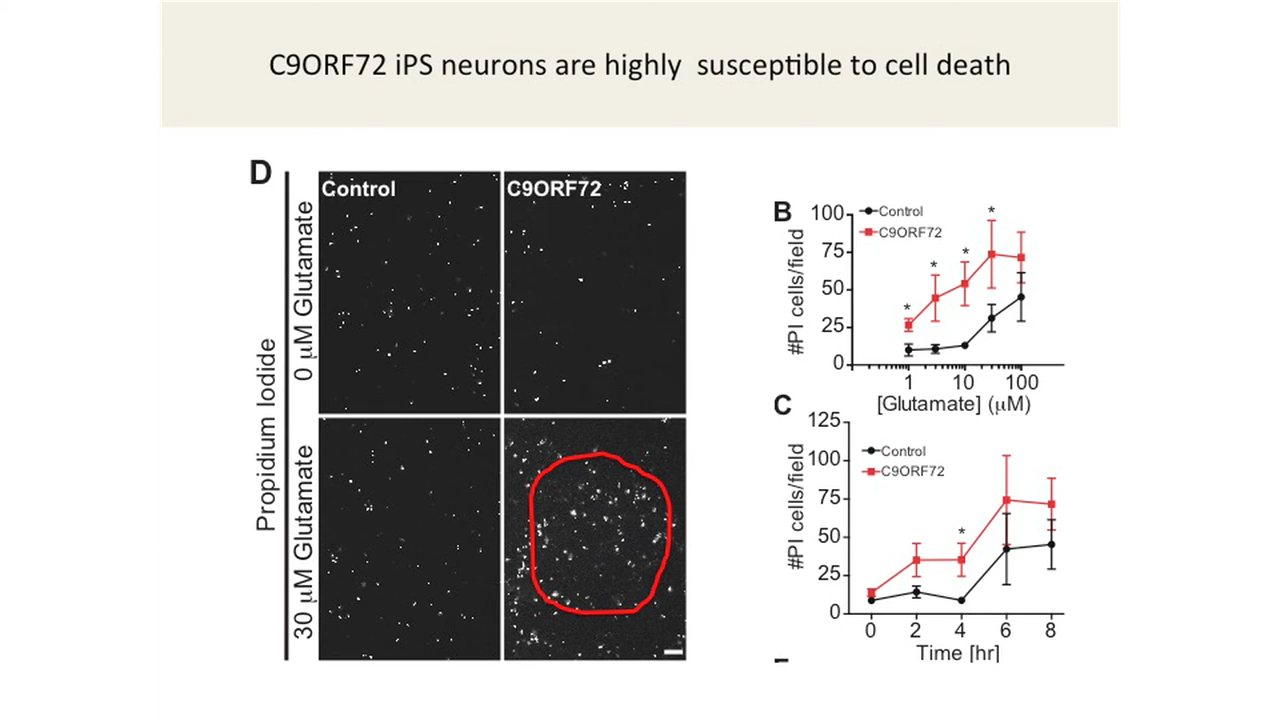 C9ORF72 iPS neurons are highly susceptible to cell death
D
Propidium Iodide
0 µM Glutamate
30 µM Glutamate
Control
C9ORF72
B
#PI cells/field
100
75
50
25
0
Control
C9ORF72
*
*
*
*
1 10 100
[Glutamate] (µM)
C
#PI cells/field
125
100
75
50
25
0
Control
C9ORF72
*
0 2 4 6 8
Time [hr]